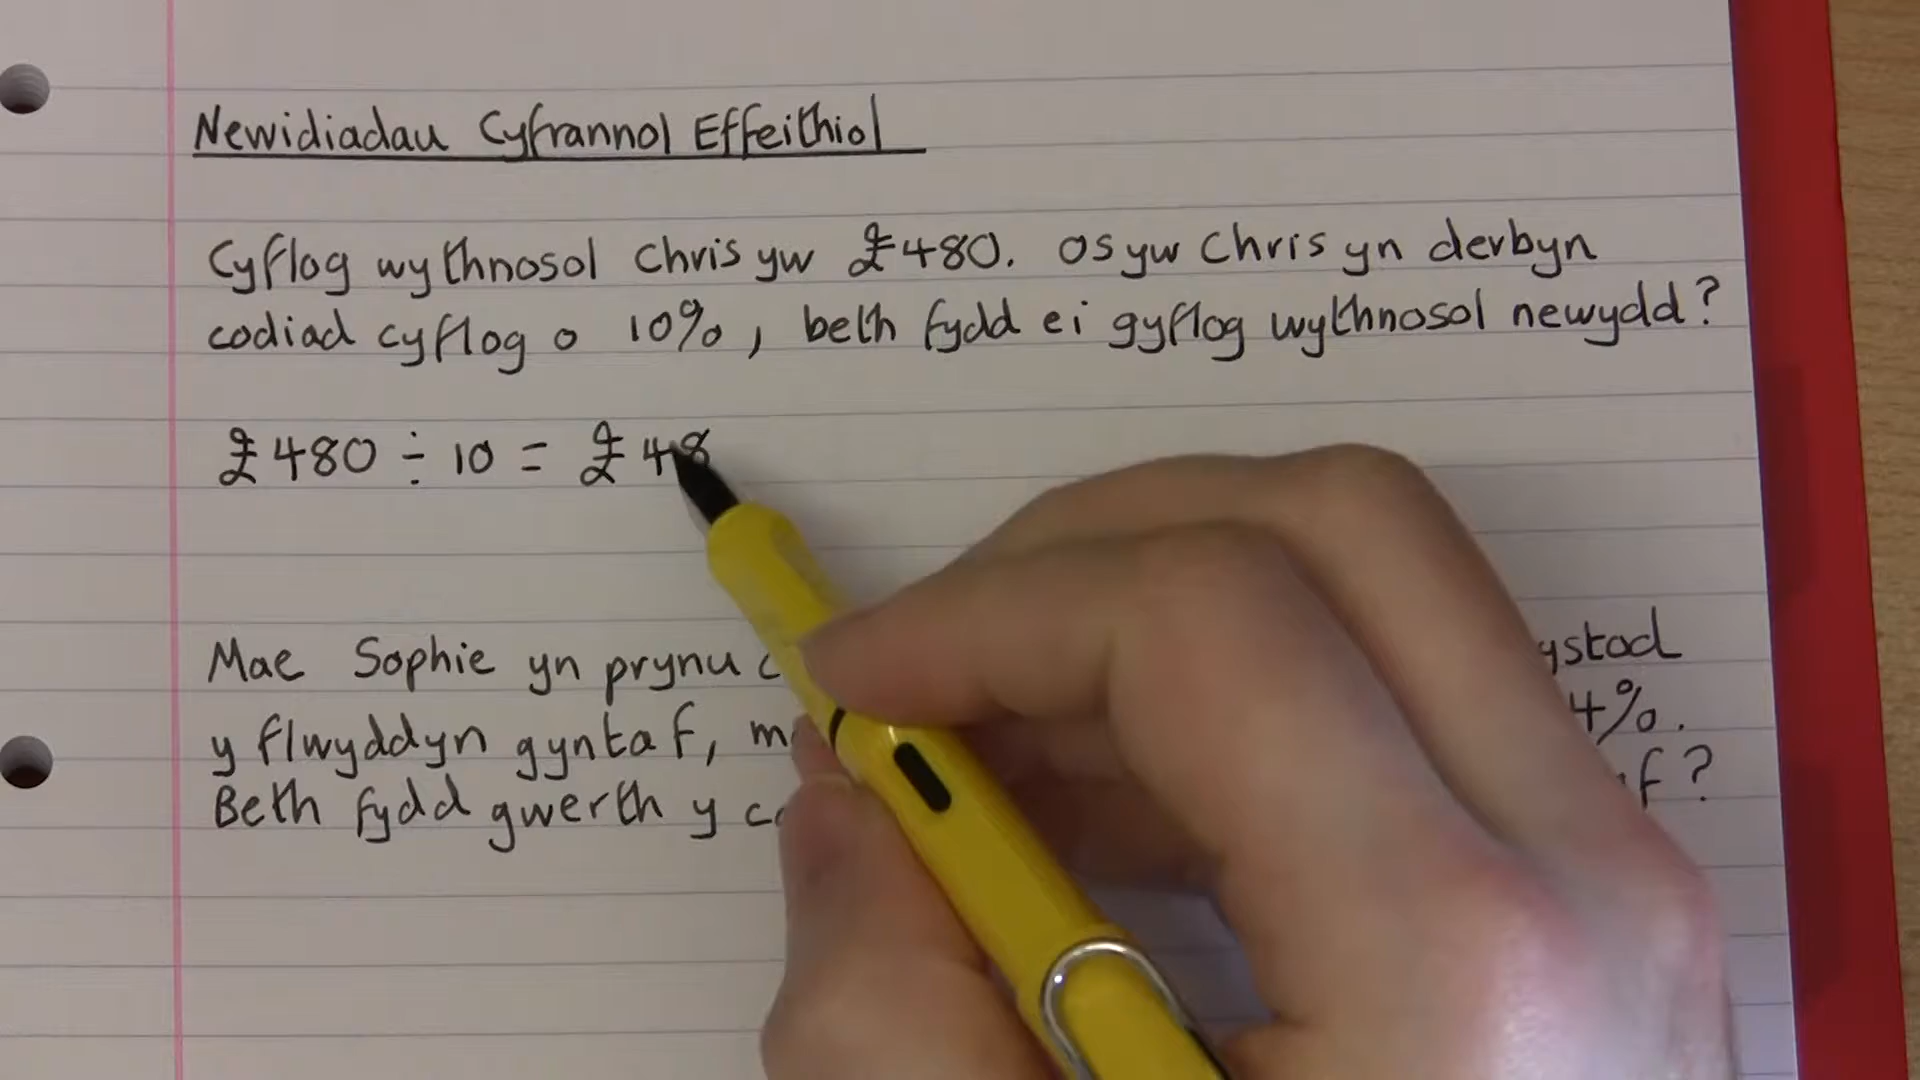 Newidiadau Cyfrannol Effeithiol
Cyflog wythnosol Chris yw £480. Os yw Chris yn derbyn
codiad cyflog o 10%, beth fydd ei gyflog wythnosol newydd?
£480 ÷ 10 = £48
Mae Sophie yn prynu
y flwyddyn gyntaf, 4%.
Beth fydd gwerth y ?